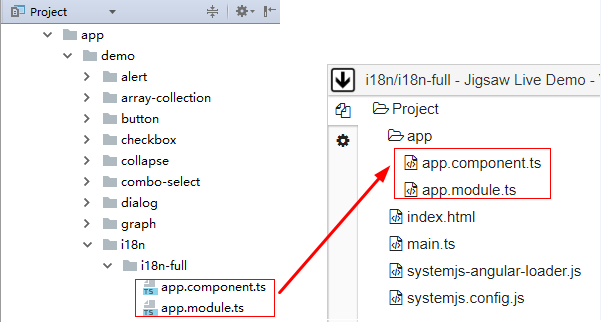 Project
app
demo
alert
array-collection
button
checkbox
collapse
combo-select
dialog
graph
i18n
i18n-full
TS app.component.ts
TS app.module.ts
i18n/i18n-full - Jigsaw Live Demo -
Project
app
app.component.ts
app.module.ts
index.html
main.ts
systemjs-angular-loader.js
systemjs.config.js